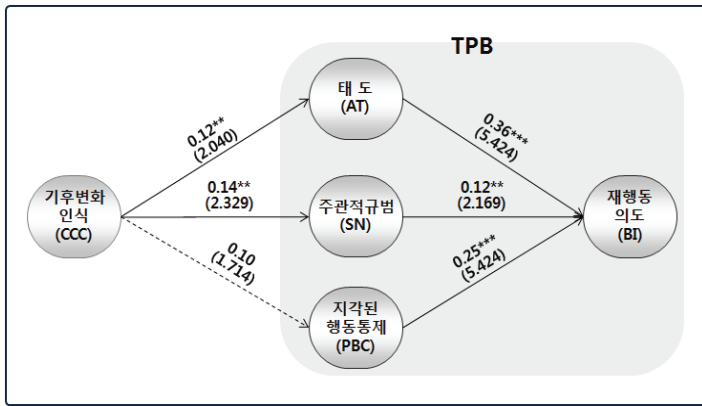 TPB
태 도
(AT)
0.12**
(2.040)
0.36***
(5.424)
기후변화
인식
(CCC)
0.14**
(2.329)
주관적규범
(SN)
0.12**
(2.169)
재행동
의도
(BI)
0.10
(1.714)
0.25***
(5.424)
지각된
행동통제
(PBC)